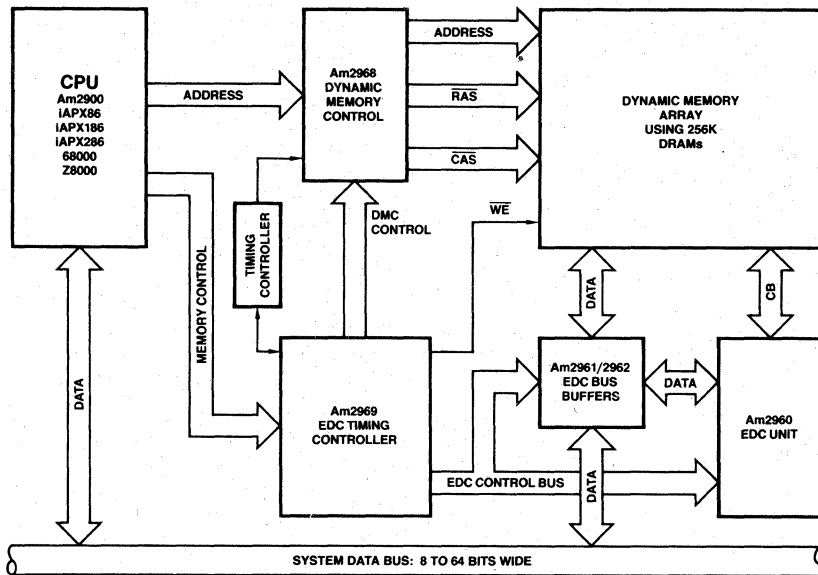 CPU
Am2900
iAPX86
iAPX186
iAPX286
68000
Z8000
ADDRESS
Am2968
DYNAMIC
MEMORY
CONTROL
ADDRESS
RAS
CAS
DYNAMIC MEMORY
ARRAY
USING 256K
DRAMs
MEMORY CONTROL
TIMING
CONTROLLER
DMC
CONTROL
WE
DATA
CB
DATA
Am2969
EDC TIMING
CONTROLLER
Am2961/2962
EDC BUS
BUFFERS
DATA
Am2960
EDC UNIT
EDC CONTROL BUS
DATA
SYSTEM DATA BUS: 8 TO 64 BITS WIDE